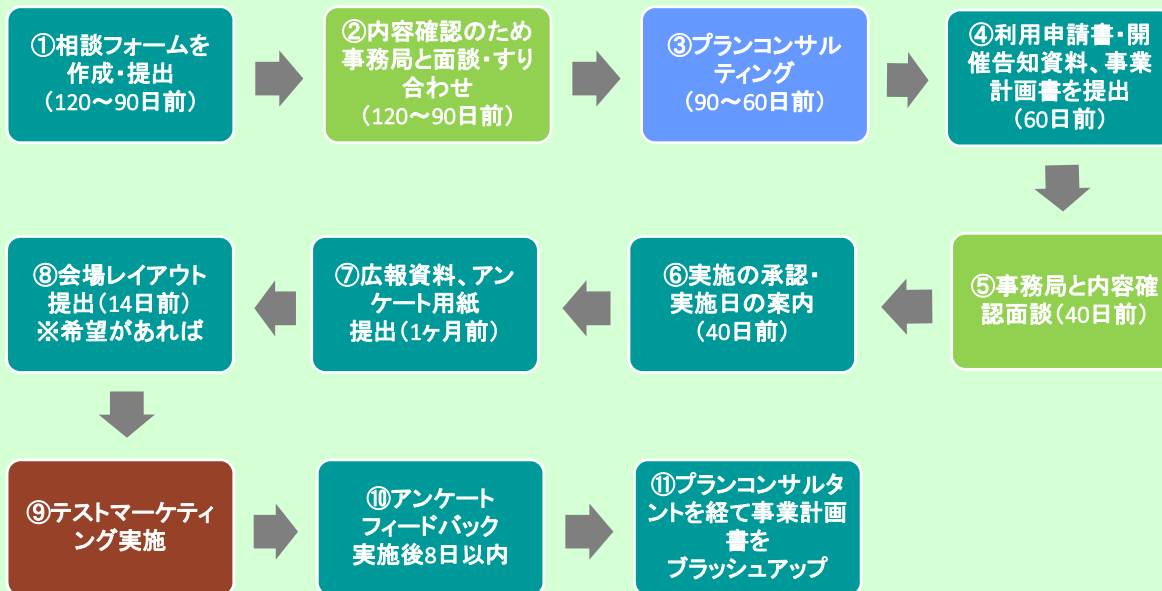 ①相談フォームを
作成・提出
(120～90日前)
②内容確認のため
事務局と面談・すり
合わせ
(120～90日前)
③プランコンサル
ティング
(90～60日前)
④利用申請書・開
催告知資料、事業
計画書を提出
(60日前)
⑤事務局と内容確
認面談(40日前)
⑥実施の承認・
実施日の案内
(40日前)
⑦広報資料、アン
ケート用紙
提出(1ヶ月前)
⑧会場レイアウト
提出(14日前)
※希望があれば
⑨テストマーケティ
ング実施
⑩アンケート
フィードバック
実施後8日以内
⑪プランコンサルタ
ントを経て事業計画
書を
ブラッシュアップ